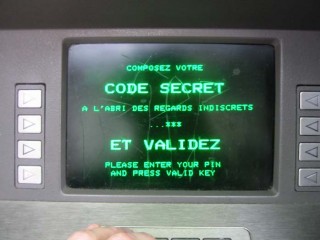 COMPOSEZ VOTRE
CODE SECRET
A L'ABRI DES REGARDS INDISCRETS
...***
ET VALIDEZ
PLEASE ENTER YOUR PIN
AND PRESS VALID KEY